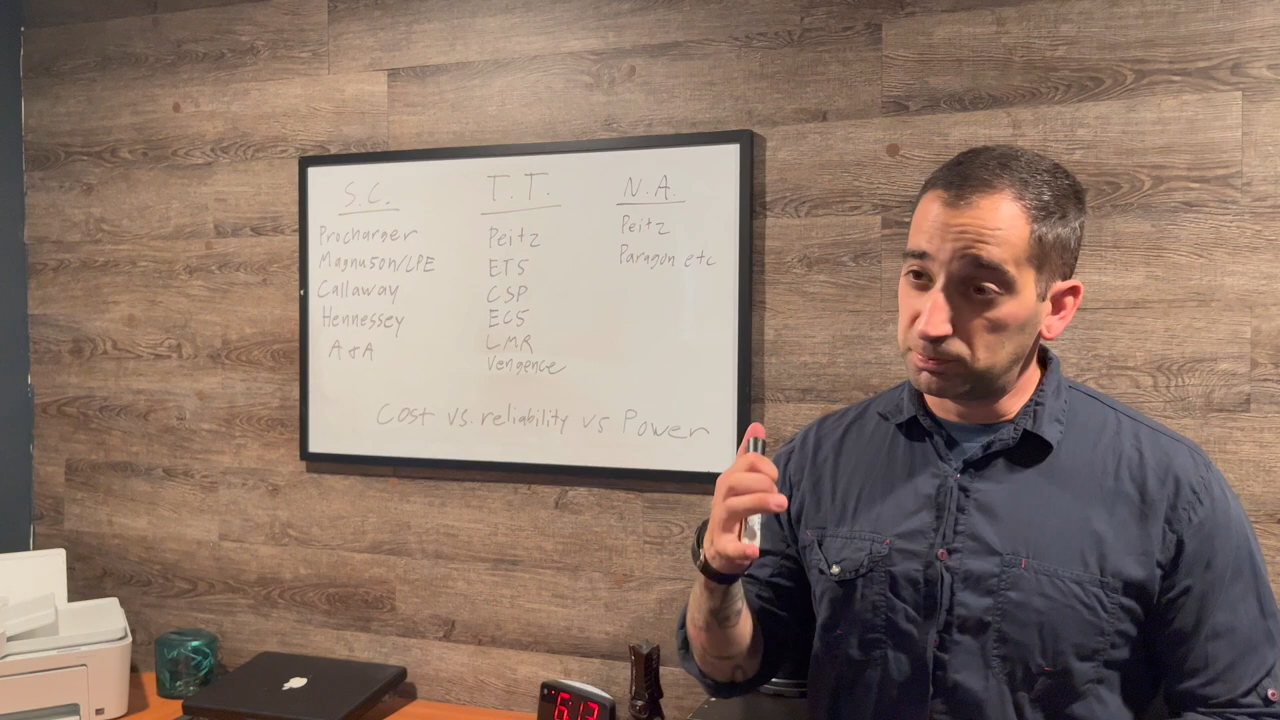 S.C.
Procharger
Magnuson/LPE
Callaway
Hennessey
A&A
T.T.
Peitz
ETS
CSP
ECS
LMR
Vengence
N.A.
Peitz
Paragon etc
Cost vs. reliability vs Power
6:13